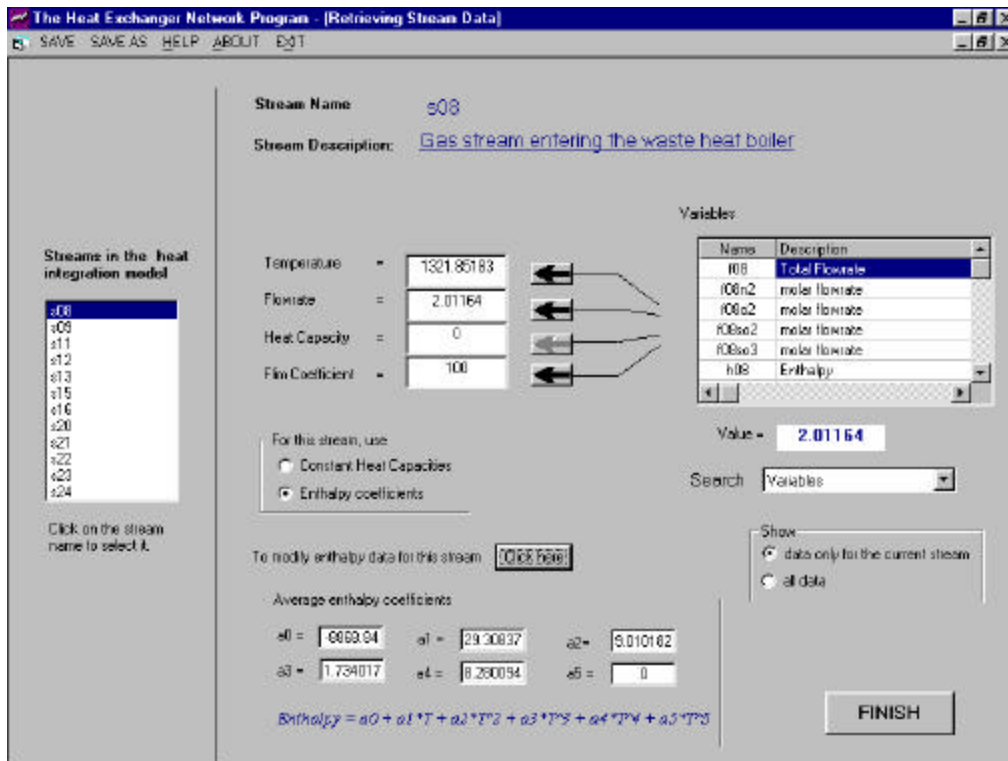 The Heat Exchanger Network Program - [Retrieving Stream Data]
SAVE SAVE AS HELP ABOUT EXIT
Stream Name s08
Stream Description: Gas stream entering the waste heat boiler
Streams in the heat
integration model
s08
s09
s11
s12
s13
s15
s16
s20
s21
s22
s23
s24
Click on the stream
name to select it.
Temperature = 1321.85183
Flowrate = 2.01164
Heat Capacity = 0
Film Coefficient = 100
Variables
Name Description
f08 Total Flowrate
f08n2 molar flowrate
f08o2 molar flowrate
f08so2 molar flowrate
f08so3 molar flowrate
h08 Enthalpy
Value = 2.01164
Search Variables
For this stream, use
Constant Heat Capacities
Enthalpy coefficients
Show
data only for the current stream
all data
To modify enthalpy data for this stream Click here
Average enthalpy coefficients
a0 = a1 = 29.30837 a2= 9.010182
a3 = 1.734017 a4 = 8.280094 a5 = 0
Enthalpy = a0 + a1*T + a2*T^2 + a3*T^3 + a4*T^4 + a5*T^5
FINISH